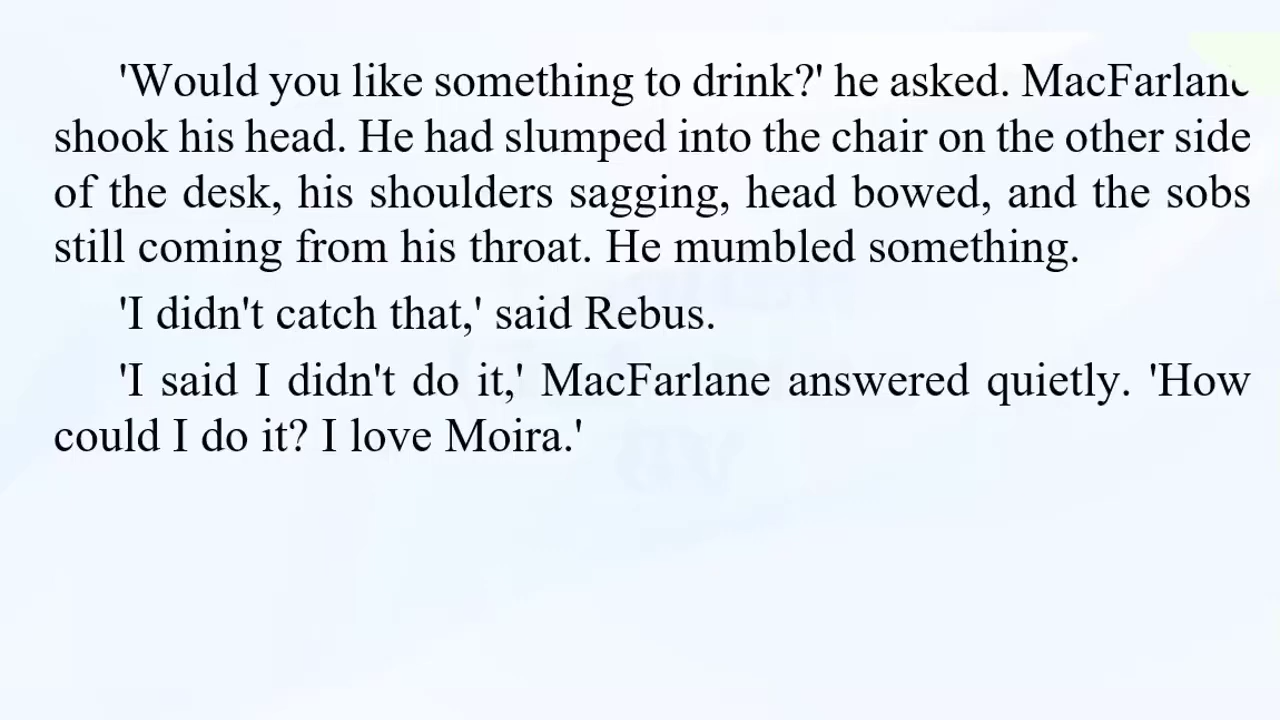 'Would you like something to drink?' he asked. MacFarlane
shook his head. He had slumped into the chair on the other side
of the desk, his shoulders sagging, head bowed, and the sobs
still coming from his throat. He mumbled something.
'I didn't catch that,' said Rebus.
'I said I didn't do it,' MacFarlane answered quietly. 'How
could I do it? I love Moira.'